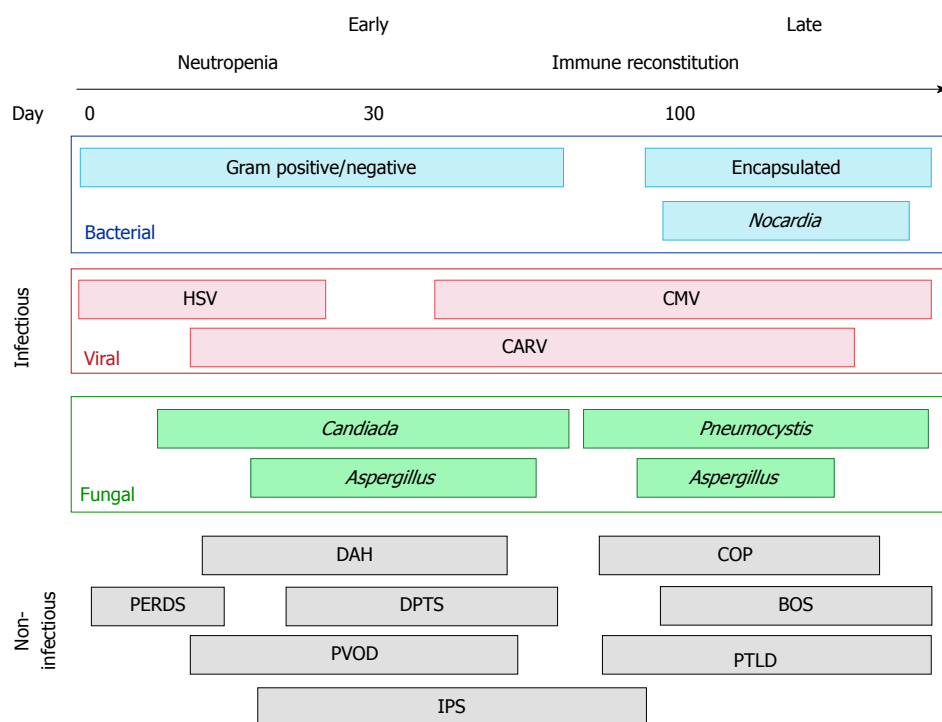 Early Late
Neutropenia Immune reconstitution
Day 0 30 100
Gram positive/negative Encapsulated
Nocardia
Bacterial
Infectious
HSV CMV
CARV
Viral
Candiada Pneumocystis
Aspergillus Aspergillus
Fungal
Non-
infectious
DAH COP
PERDS DPTS BOS
PVOD PTLD
IPS